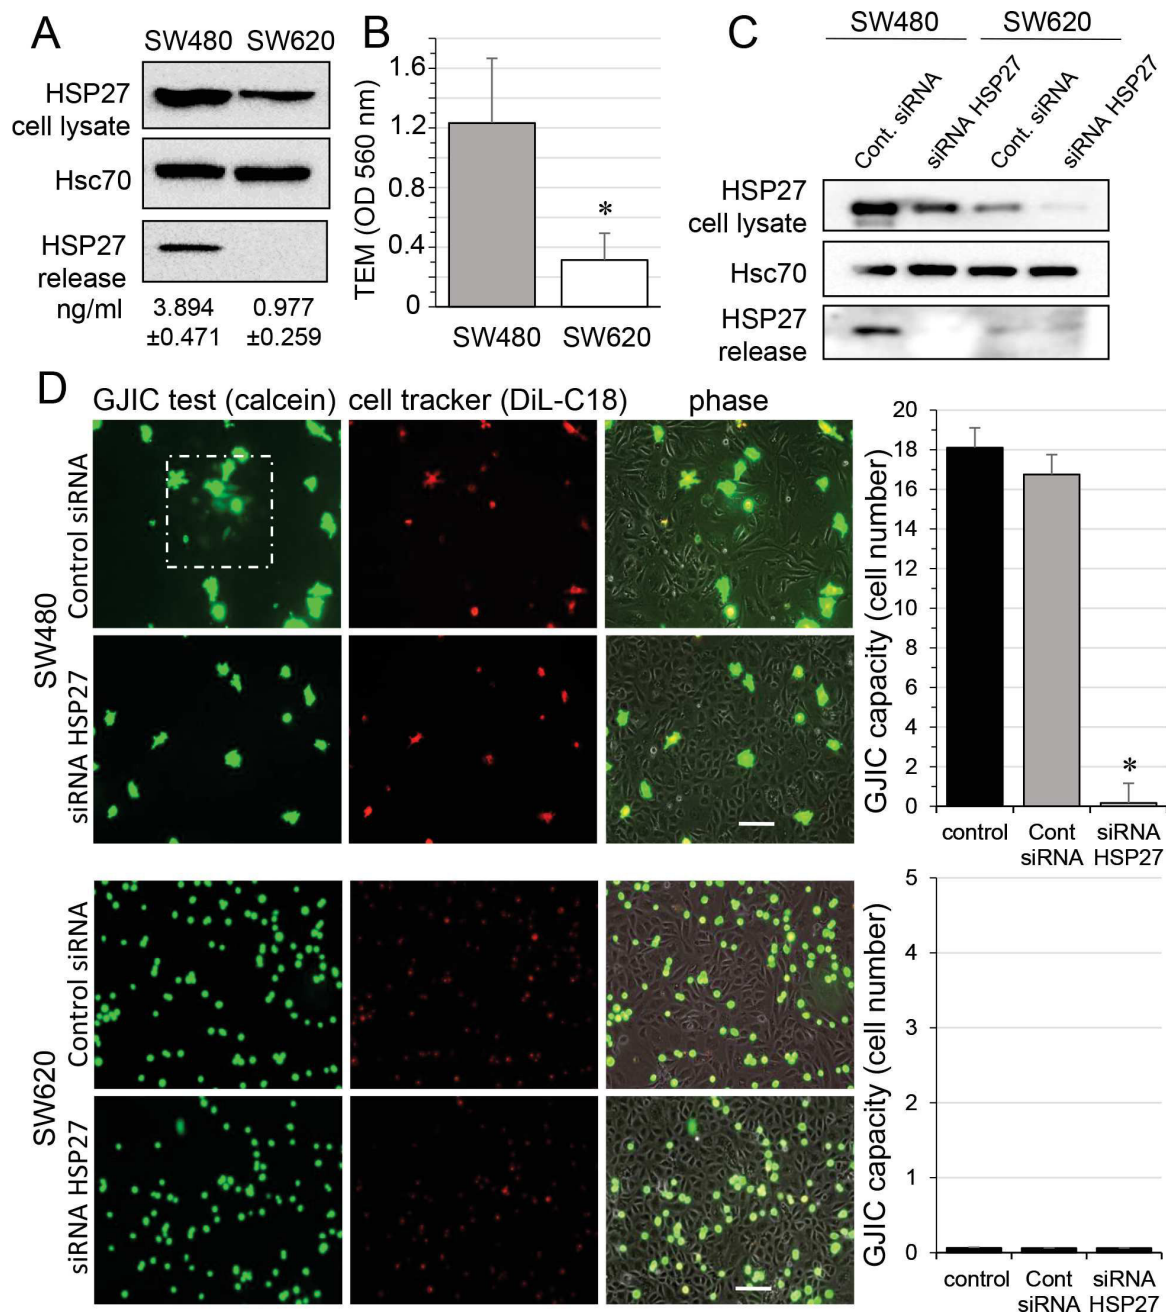 A
SW480 SW620
HSP27
cell lysate
Hsc70
HSP27
release
ng/ml
3.894 0.977
±0.471 ±0.259
B
TEM (OD 560 nm)
1.6
1.2
0.8
0.4
0
*
SW480 SW620
C
SW480 SW620
Cont. siRNA
siRNA HSP27
Cont. siRNA
siRNA HSP27
HSP27
cell lysate
Hsc70
HSP27
release
D
GJIC test (calcein) cell tracker (DiL-C18) phase
SW480
Control siRNA
siRNA HSP27
GJIC capacity (cell number)
20
18
16
14
12
10
8
6
4
2
0
*
control Cont siRNA
siRNA HSP27
SW620
Control siRNA
siRNA HSP27
GJIC capacity (cell number)
5
4
3
2
1
0
control Cont siRNA
siRNA HSP27